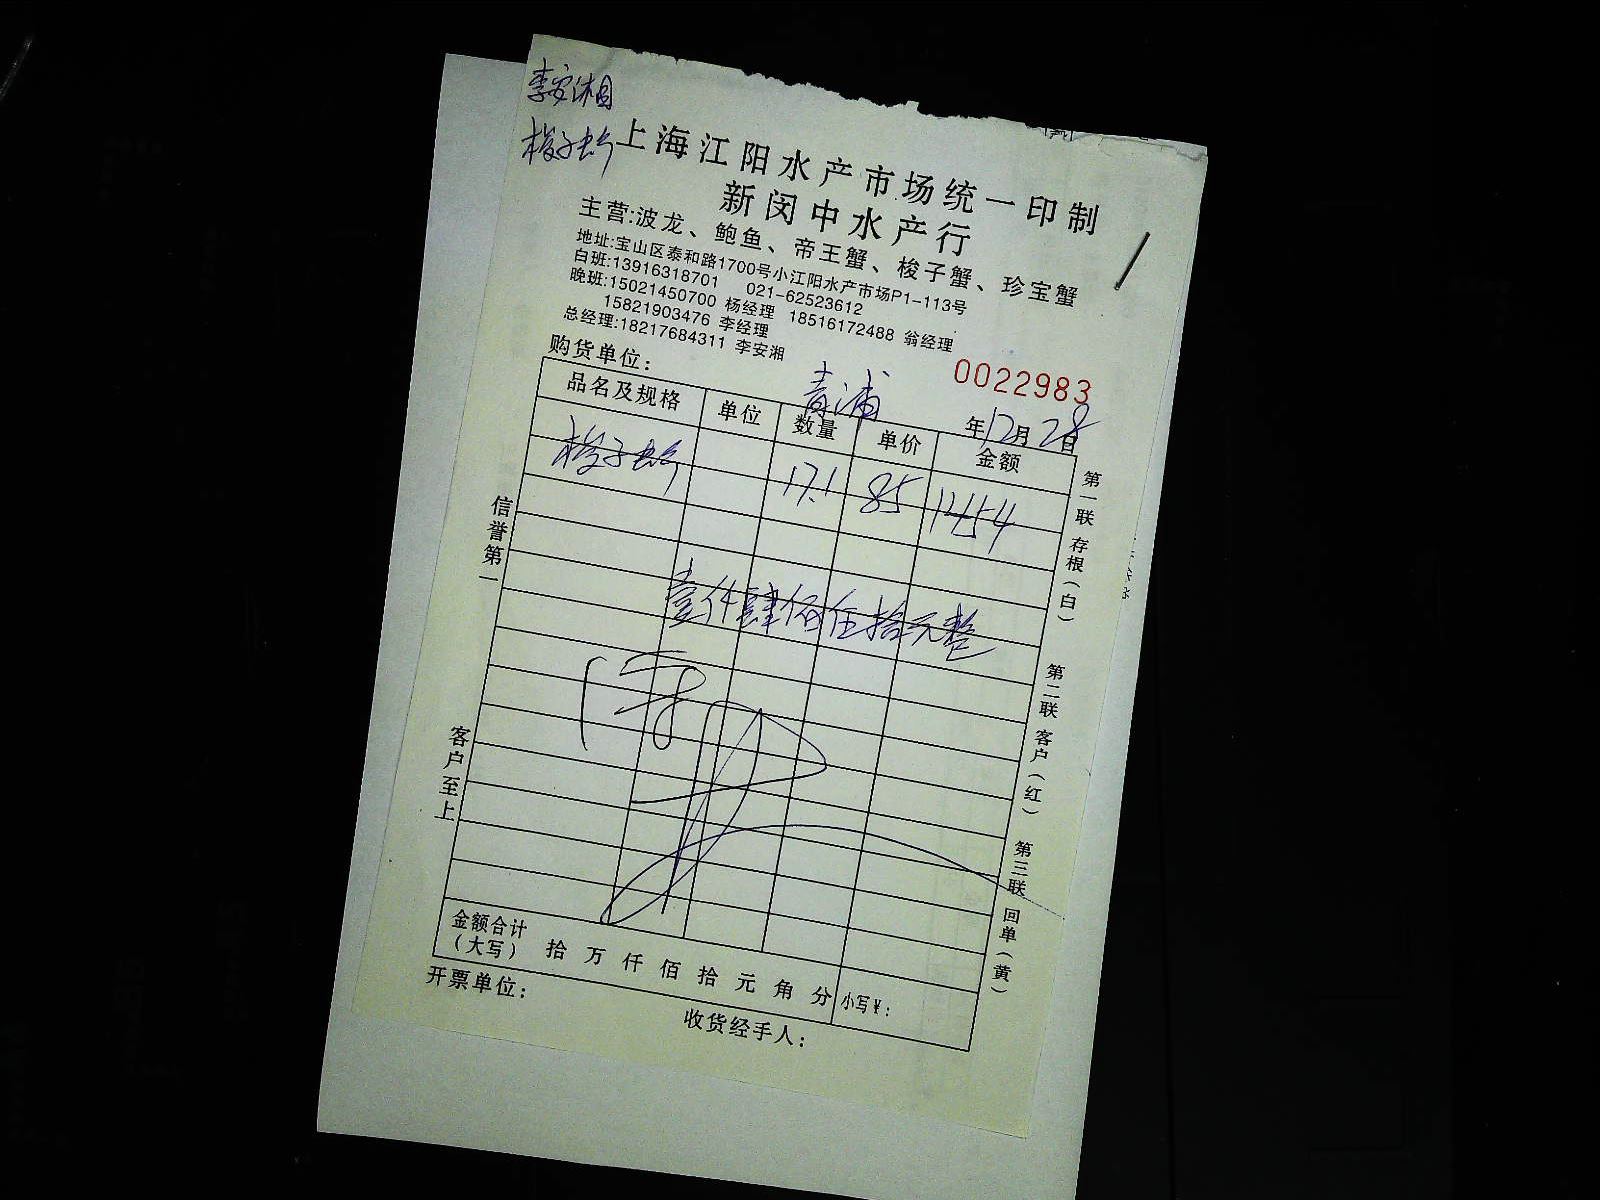 李安湘
梭子蚧
上海江阳水产市场统一印制
新闵中水产行
主营:波龙、鲍鱼、帝王蟹、梭子蟹、珍宝蟹
地址:宝山区泰和路1700号小江阳水产市场P1-113号
白班:13916318701 021-62523612
晚班:15021450700 杨经理 18516172488 翁经理
15821903476 李经理
总经理:18217684311 李安湘
0022983
购货单位: 青浦
年12月28日
品名及规格 单位 数量 单价 金额
梭子蚧 17.1 85 1454
壹仟肆佰伍拾元整
金额合计
(大写) 拾 万 仟 佰 拾 元 角 分 小写¥:
开票单位:
收货经手人:
信誉第一
客户至上
第一联 存根(白)
第二联 客户(红)
第三联 回单(黄)